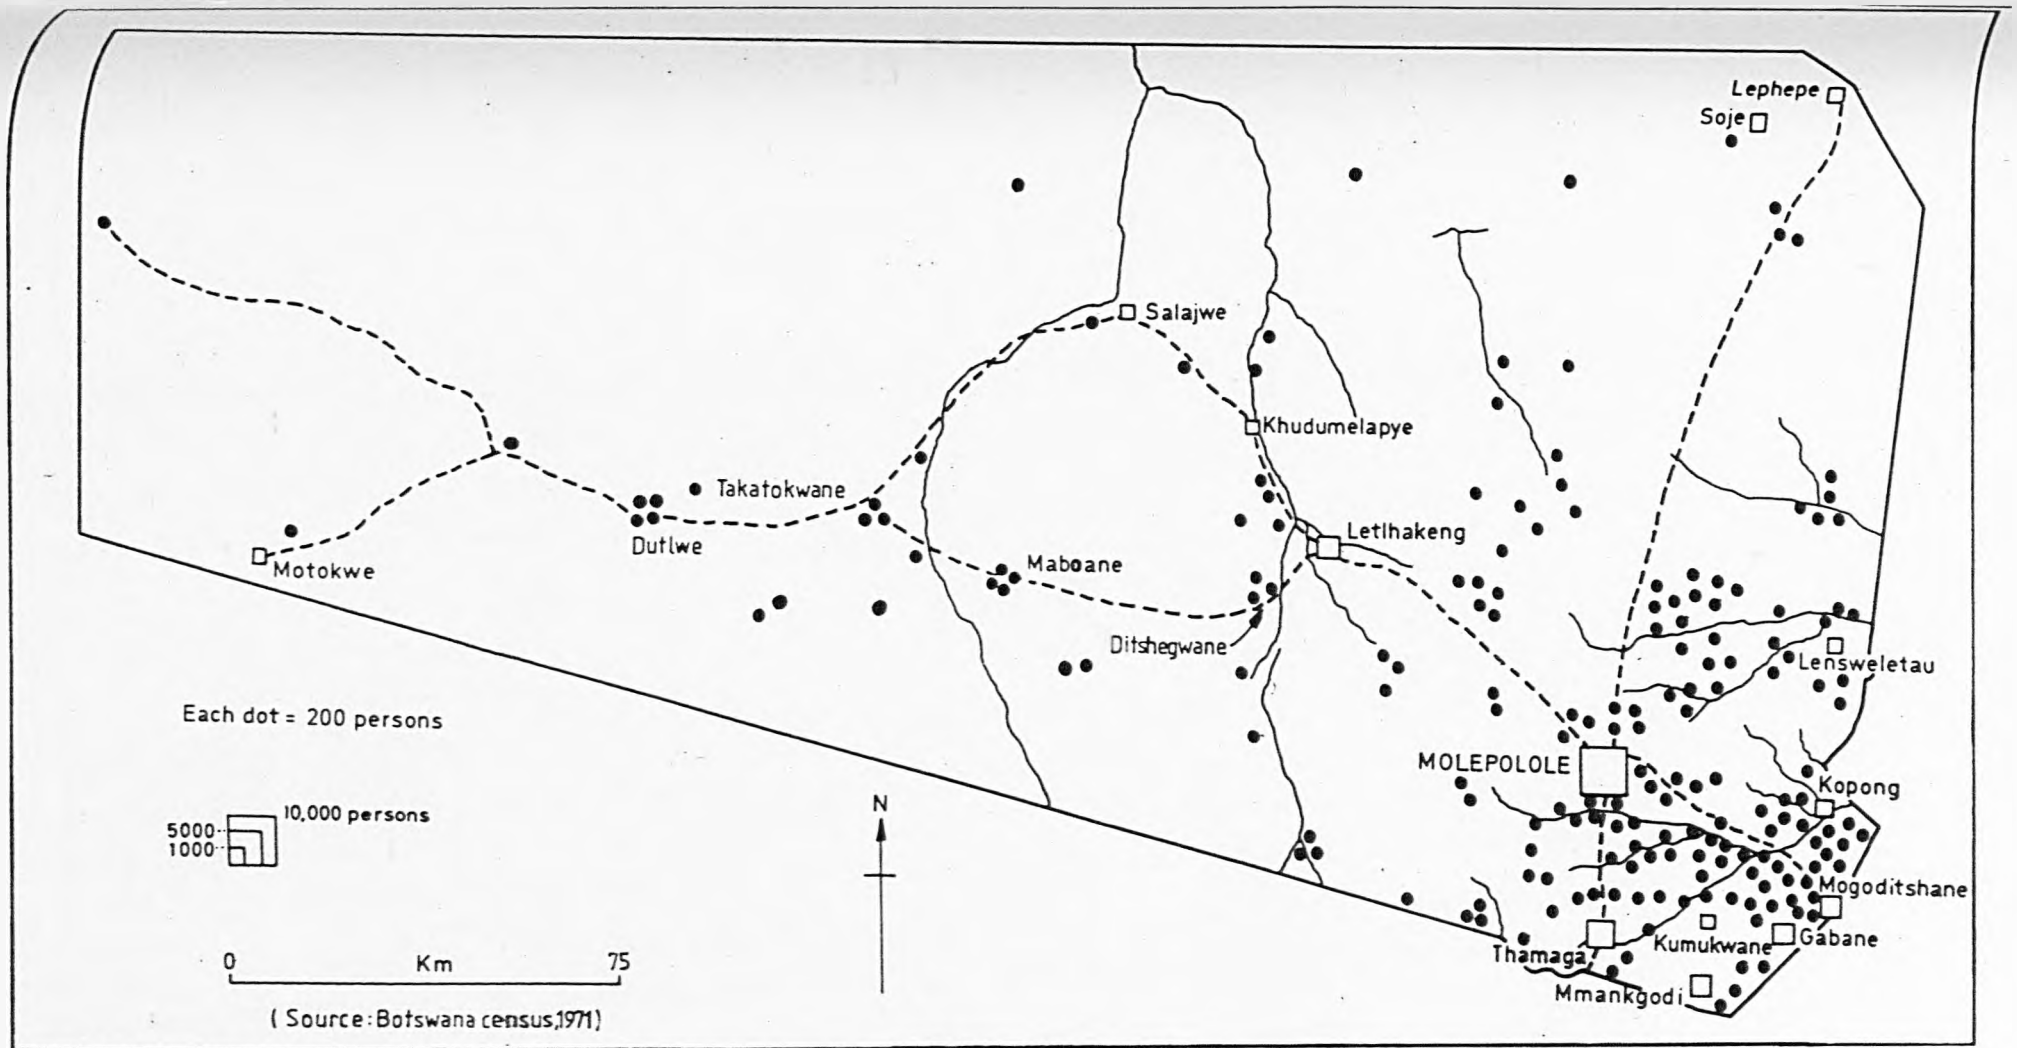 Lephepe
Soje
Salajwe
Khudumelapye
Takatokwane
Letlhakeng
Dutlwe
Motokwe
Maboane
Ditshegwane
Lensweletau
Each dot = 200 persons
MOLEPOLOLE
Kopong
10,000 persons
5000
1000
N
Mogoditshane
Kumukwane
Gabane
Thamaga
0 Km 75
Mmankgodi
( Source: Botswana census,1971)